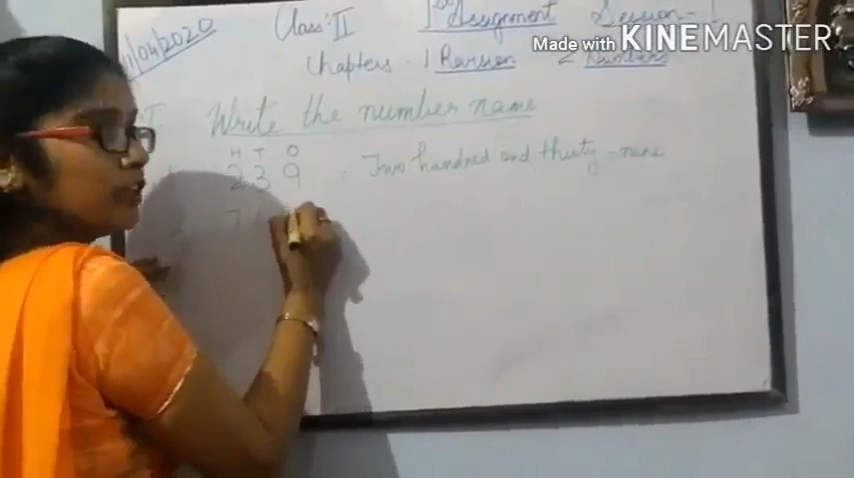 Class: II 1st Assignment Session-
11/04/2020
Made with KINEMASTER
Chapters - 1 Revision 2 Numbers
I Write the number name
H T O
2 3 9 = Two hundred and thirty-nine
7